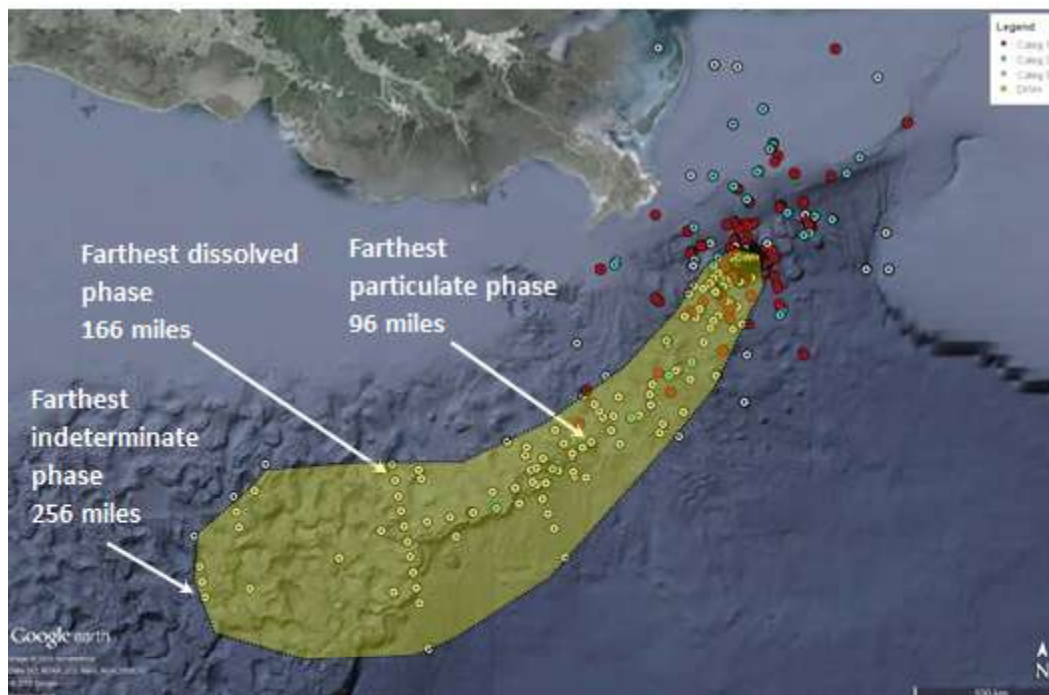 Legend
Farthest dissolved
phase
166 miles
Farthest
particulate phase
96 miles
Farthest
indeterminate
phase
256 miles
Google earth
N